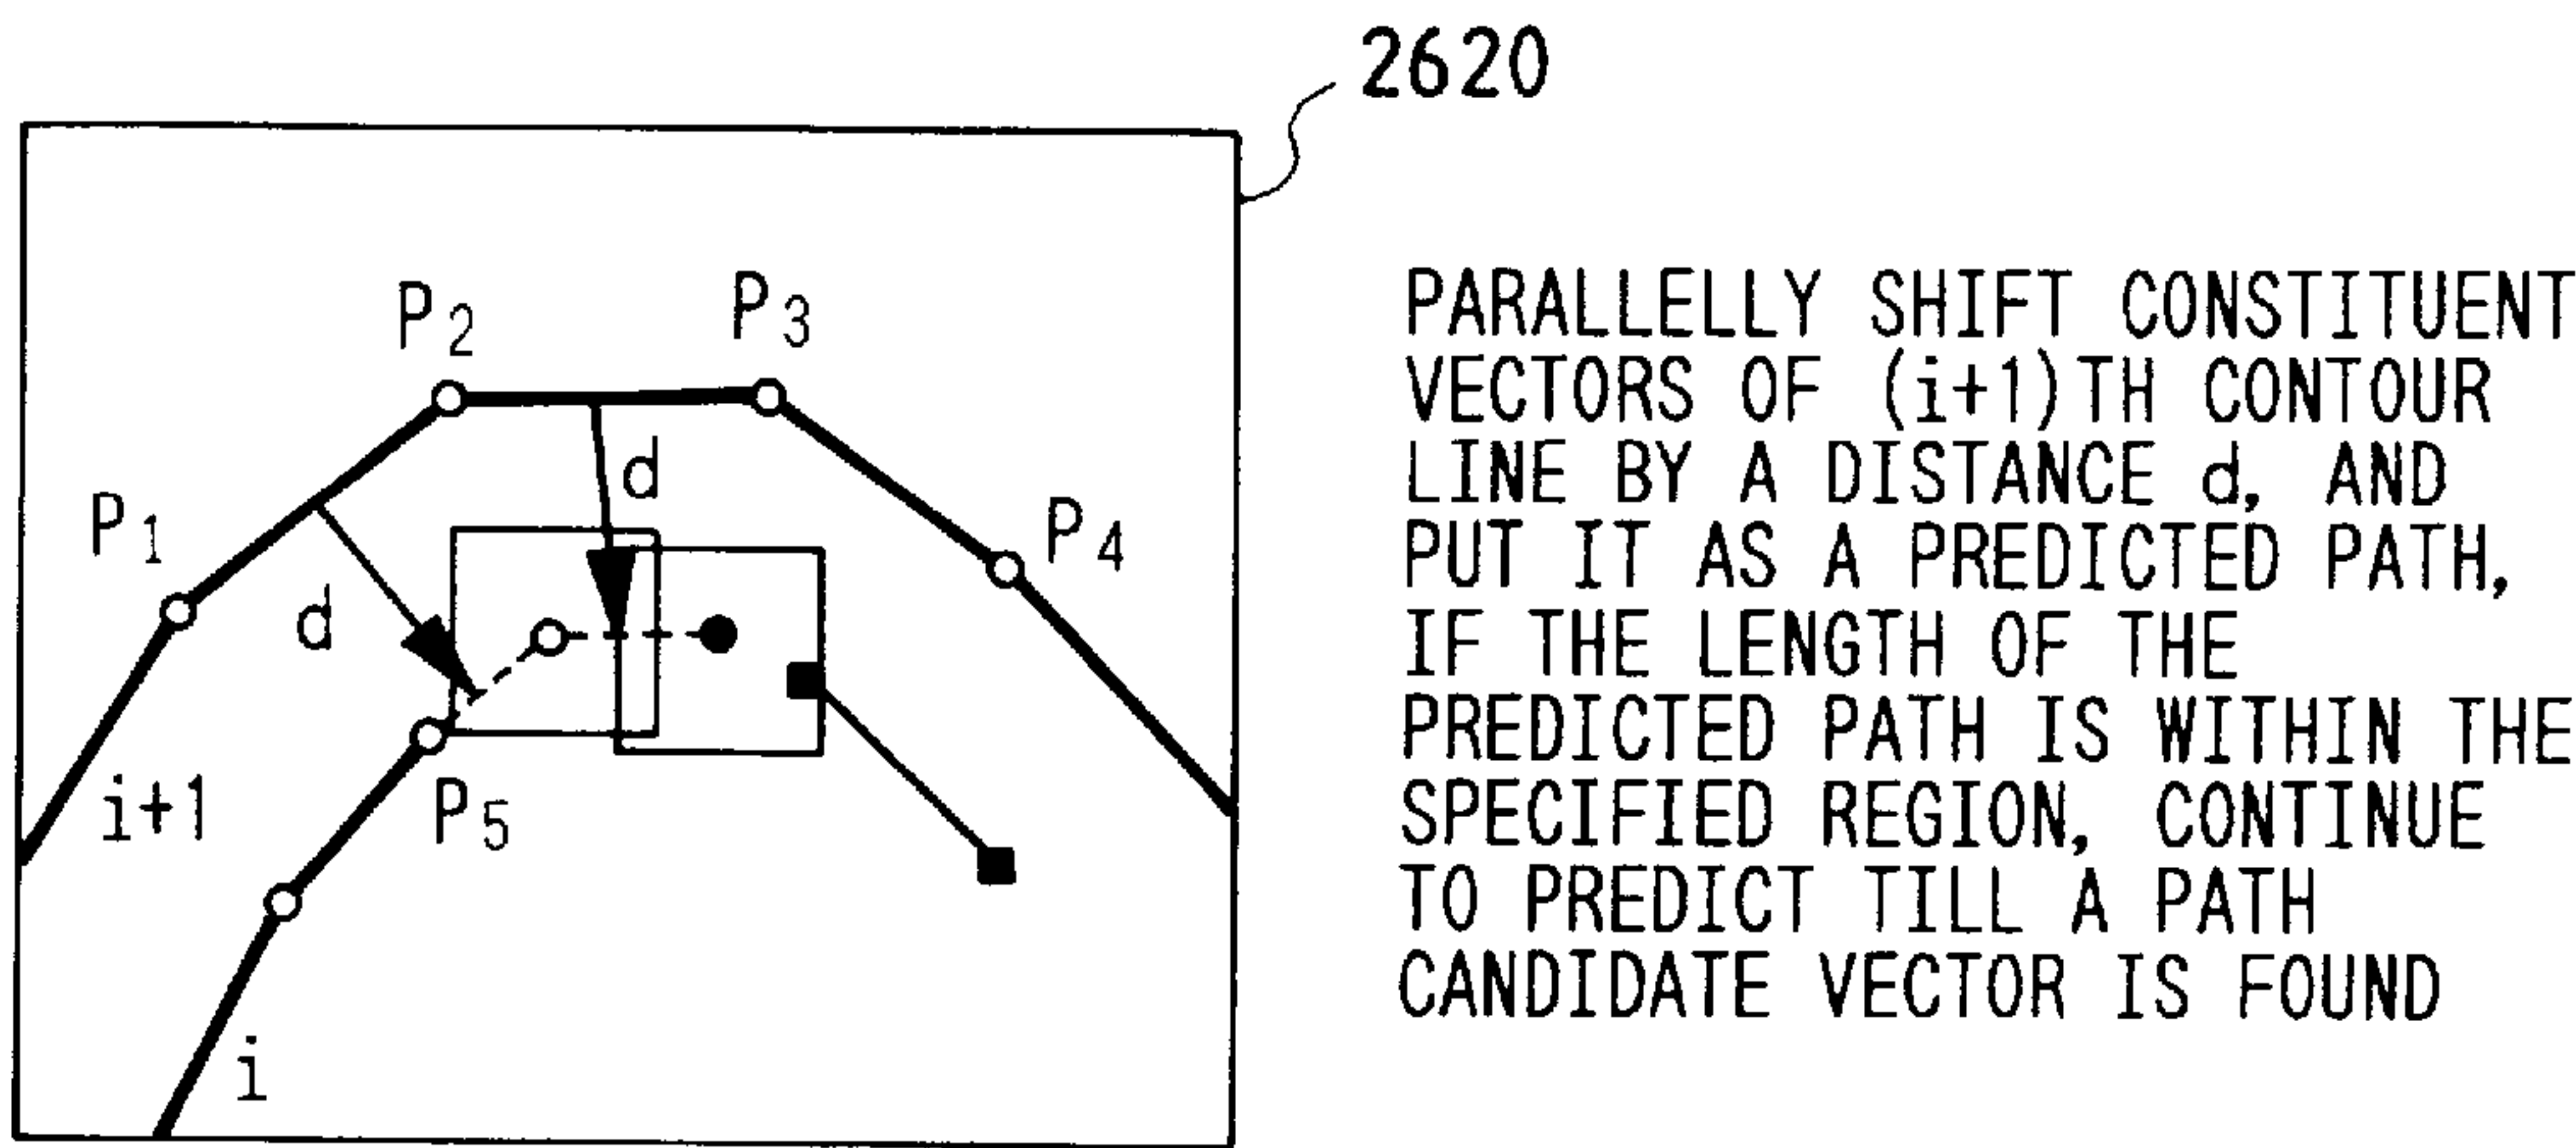 2620
P1
P2
P3
P4
d
d
i+1
P5
i
PARALLELLY SHIFT CONSTITUENT
VECTORS OF (i+1)TH CONTOUR
LINE BY A DISTANCE d, AND
PUT IT AS A PREDICTED PATH,
IF THE LENGTH OF THE
PREDICTED PATH IS WITHIN THE
SPECIFIED REGION, CONTINUE
TO PREDICT TILL A PATH
CANDIDATE VECTOR IS FOUND